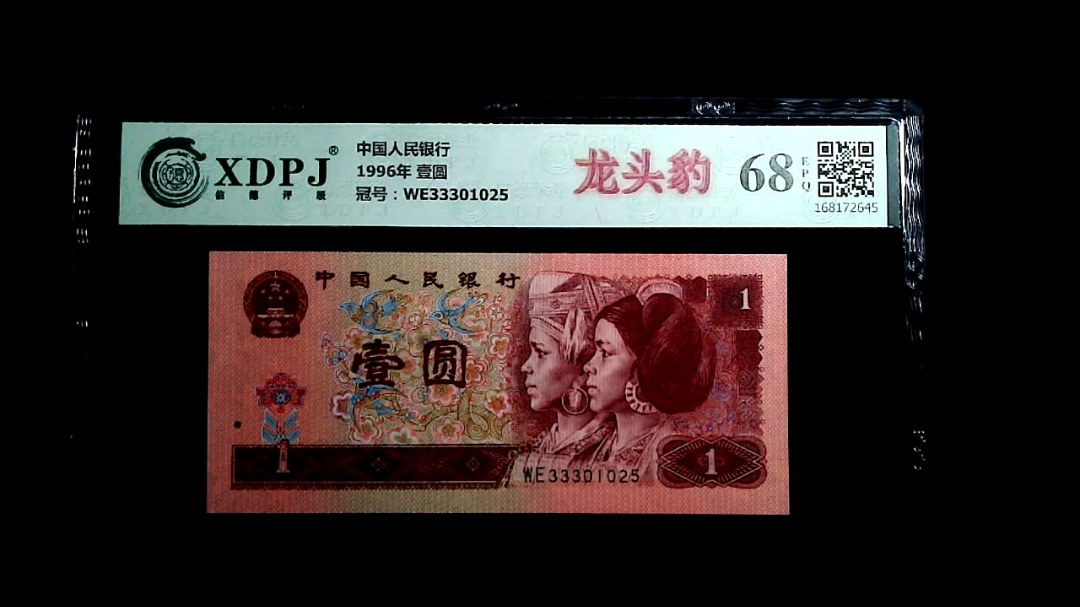 XDPJ®
信德评级
中国人民银行
1996年 壹圆
冠号：WE33301025
龙头豹
68
EPQ
168172645
中国人民银行
1
壹圆
1
WE33301025
1